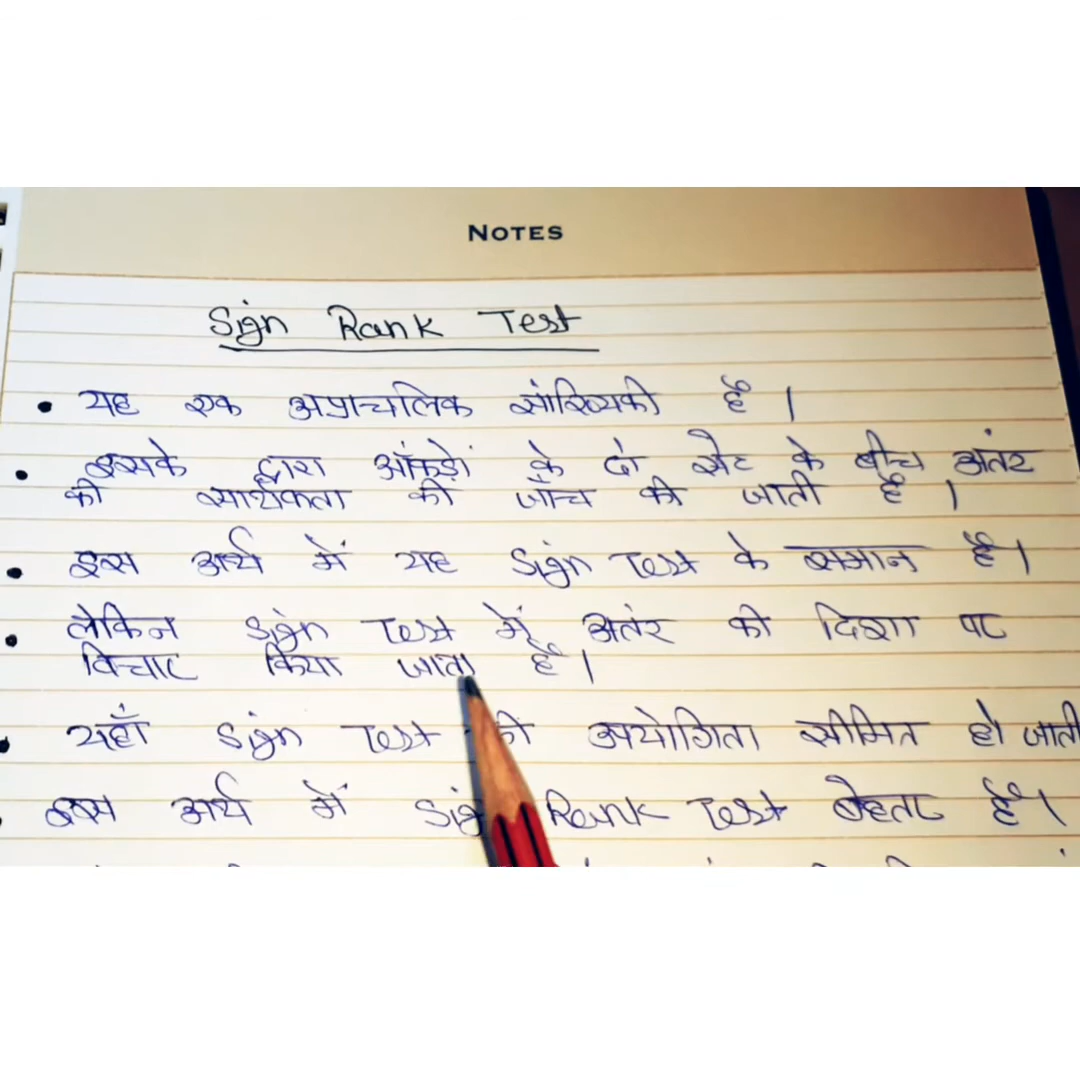 NOTES
Sign Rank Test
• यह एक अप्राचलिक सांख्यिकी है।
• इसके द्वारा आंकड़ों के दो सेट के बीच अंतर
की सार्थकता की जाँच की जाती है।
• इस अर्थ में यह Sign Test के समान है।
• लेकिन Sign Test में अतंर की दिशा पर
विचार किया जाता है।
• यहाँ Sign Test की उपयोगिता सीमित हो जाती
इस अर्थ में Sign Rank Test बेहतर है।